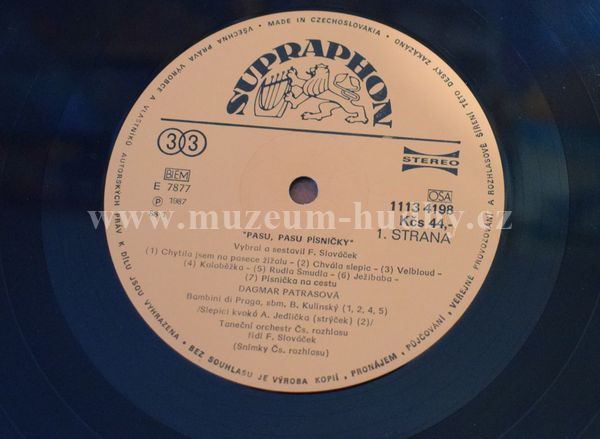 VŠECHNA PRÁVA VÝROBCE A VLASTNÍKŮ AUTORSKÝCH PRÁV K DÍLU JSOU VYHRAZENA • BEZ SOUHLASU JE VÝROBA KOPIÍ • PRONÁJEM • PŮJČOVÁNÍ • VEŘEJNÉ PROVOZOVÁNÍ A ROZHLASOVÉ ŠÍŘENÍ TÉTO DESKY ZAKÁZÁNO • MADE IN CZECHOSLOVAKIA •
SUPRAPHON
33
STEREO
BIEM
OSA
E 7877
1113 4198
Ⓟ 1987
Kčs 44,-
1. STRANA
www.muzeum-hudby.cz
"PASU, PASU PÍSNIČKY"
Vybral a sestavil F. Slováček
(1) Chytila jsem na pasece žížalu - (2) Chvála slepic - (3) Velbloud -
(4) Koloběžka - (5) Rudla Šmudla - (6) Ježibaba -
(7) Písnička na cestu
DAGMAR PATRASOVÁ
Bambini di Praga, sbm. B. Kulínský (1, 2, 4, 5)
/Slepičí kvoká A. Jedlička (strýček) (2)/
Taneční orchestr Čs. rozhlasu
řídí F. Slováček
(Snímky Čs. rozhlasu)